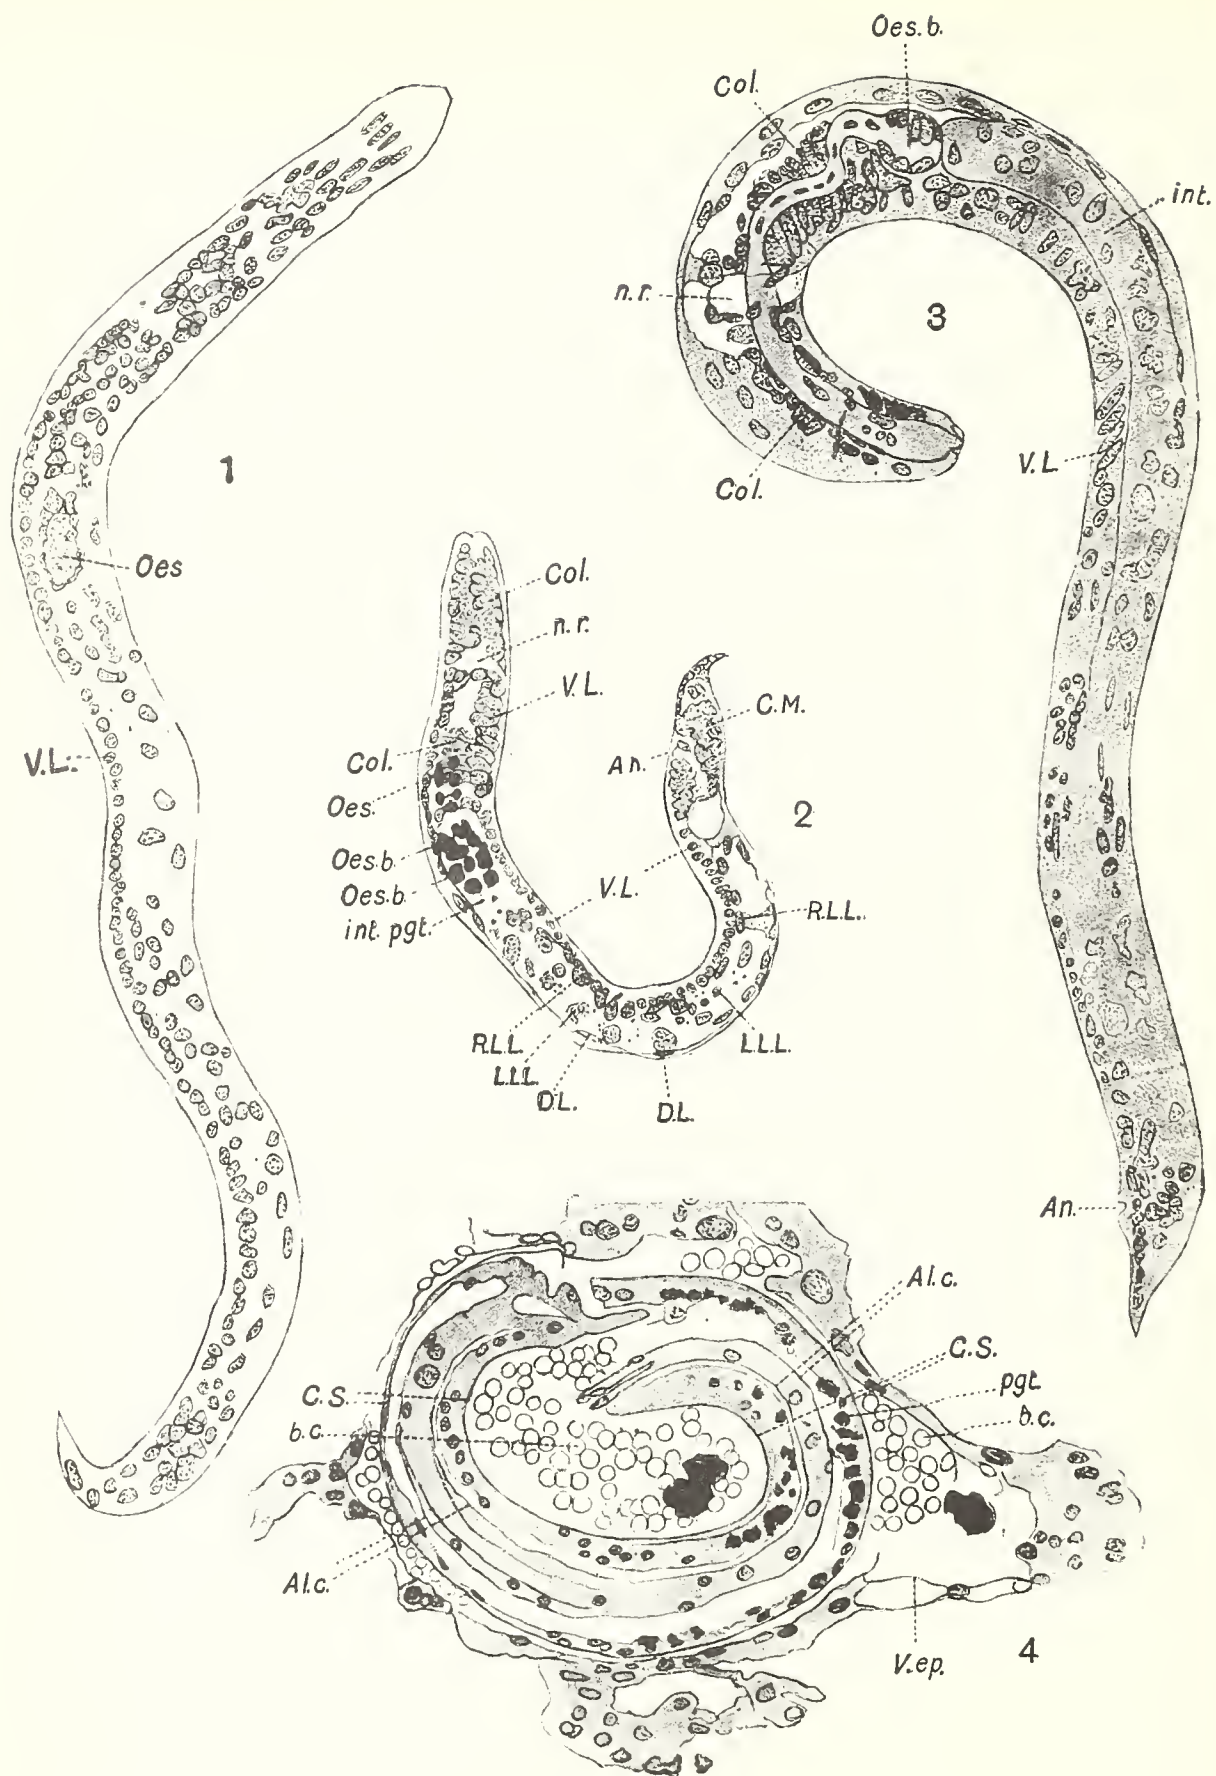 Oes.b.
Col.
int.
n.r.
3
V.L
Col.
1
Oes
Col.
n.r.
V.L.
C.M.
V.L.
Col.
An.
Oes.
2
Oes.b.
Oes.b.
V.L.
int. pgt.
R.L.L.
R.L.L.
L.L.L.
L.L.L.
D.L.
D.L.
An.
Al.c.
C.S.
pgt.
C.S.
b.c.
b.c.
Al.c.
4
V.ep.